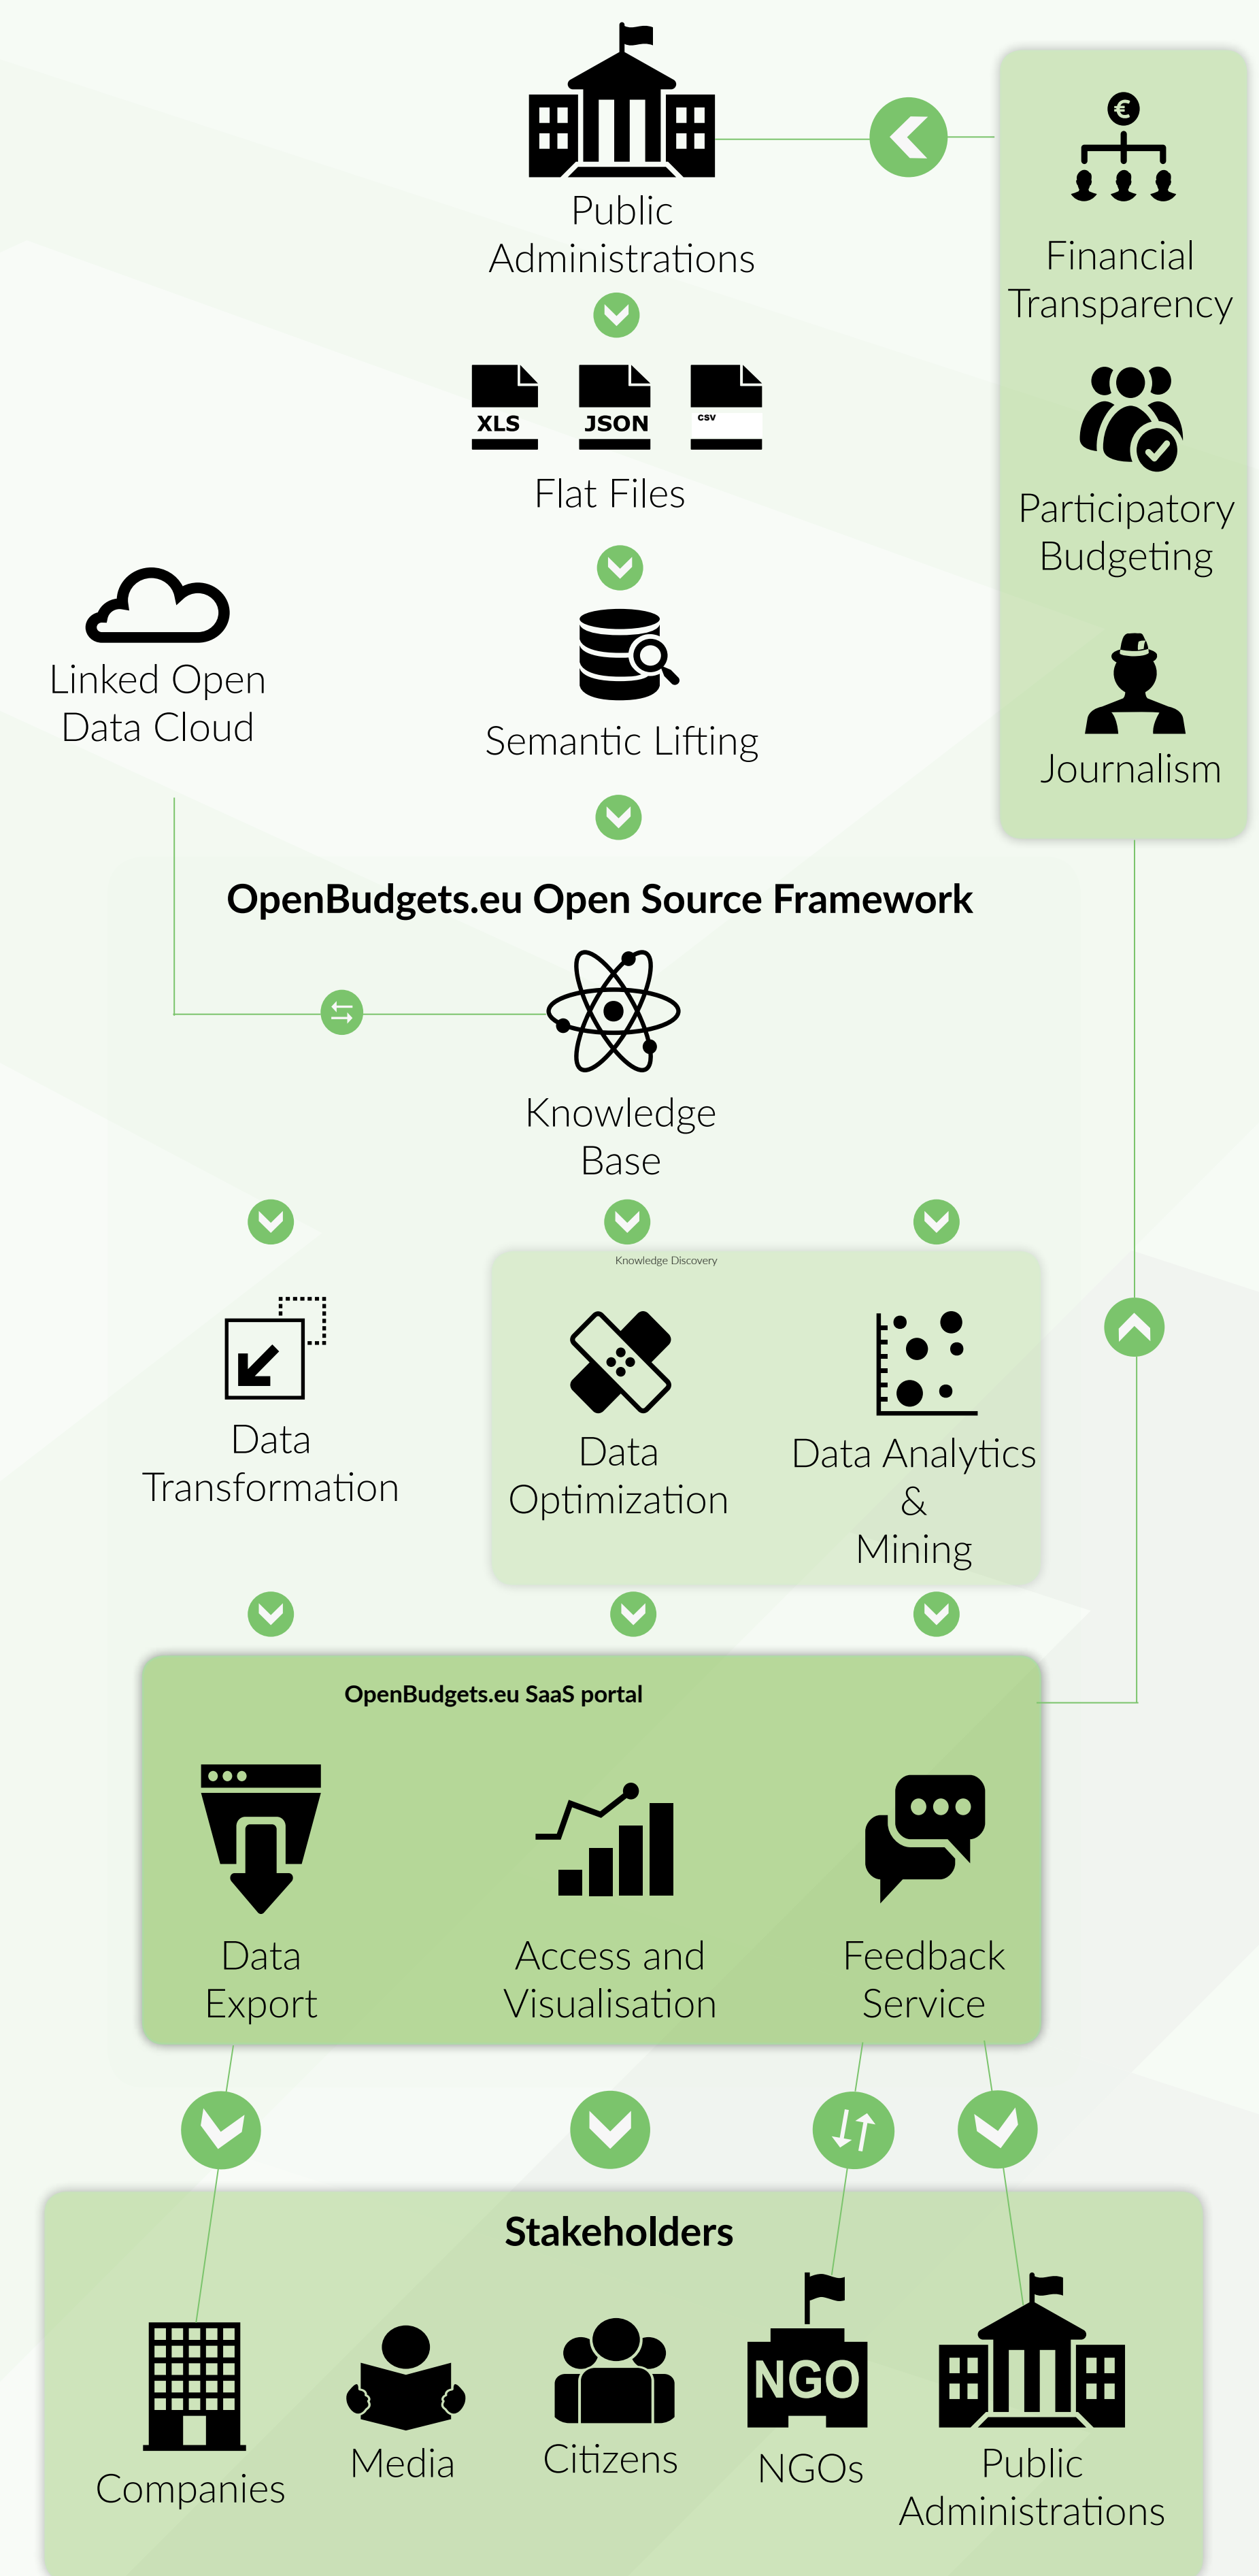 Public
Administrations
€
Financial
Transparency
XLS
JSON
csv
Flat Files
Participatory
Budgeting
Linked Open
Data Cloud
Semantic Lifting
Journalism
OpenBudgets.eu Open Source Framework
Knowledge
Base
Knowledge Discovery
Data
Transformation
Data
Optimization
Data Analytics
&
Mining
OpenBudgets.eu SaaS portal
Data
Export
Access and
Visualisation
Feedback
Service
Stakeholders
Companies
Media
Citizens
NGO
NGOs
Public
Administrations